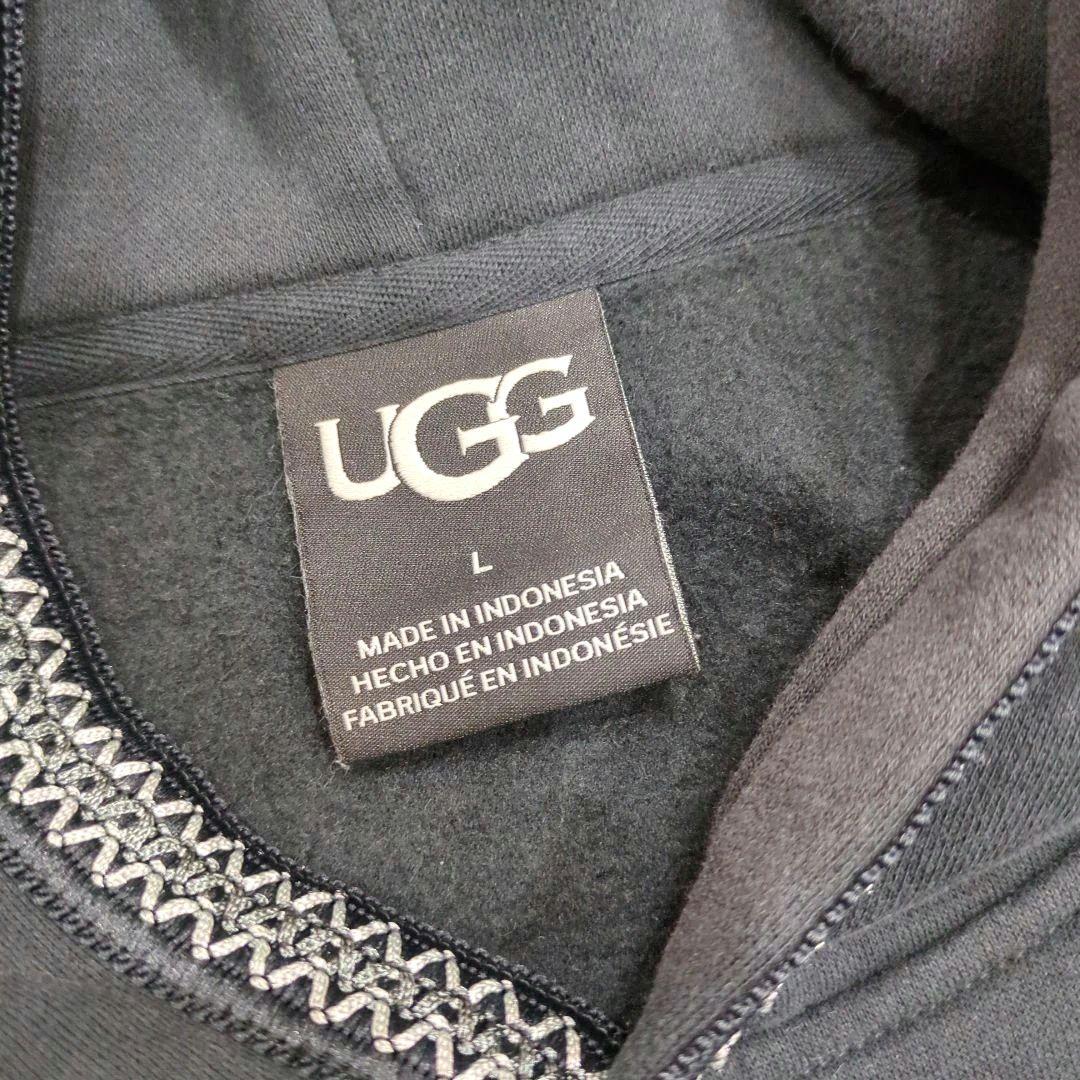 UGG
L
MADE IN INDONESIA
HECHO EN INDONESIA
FABRIQUÉ EN INDONÉSIE